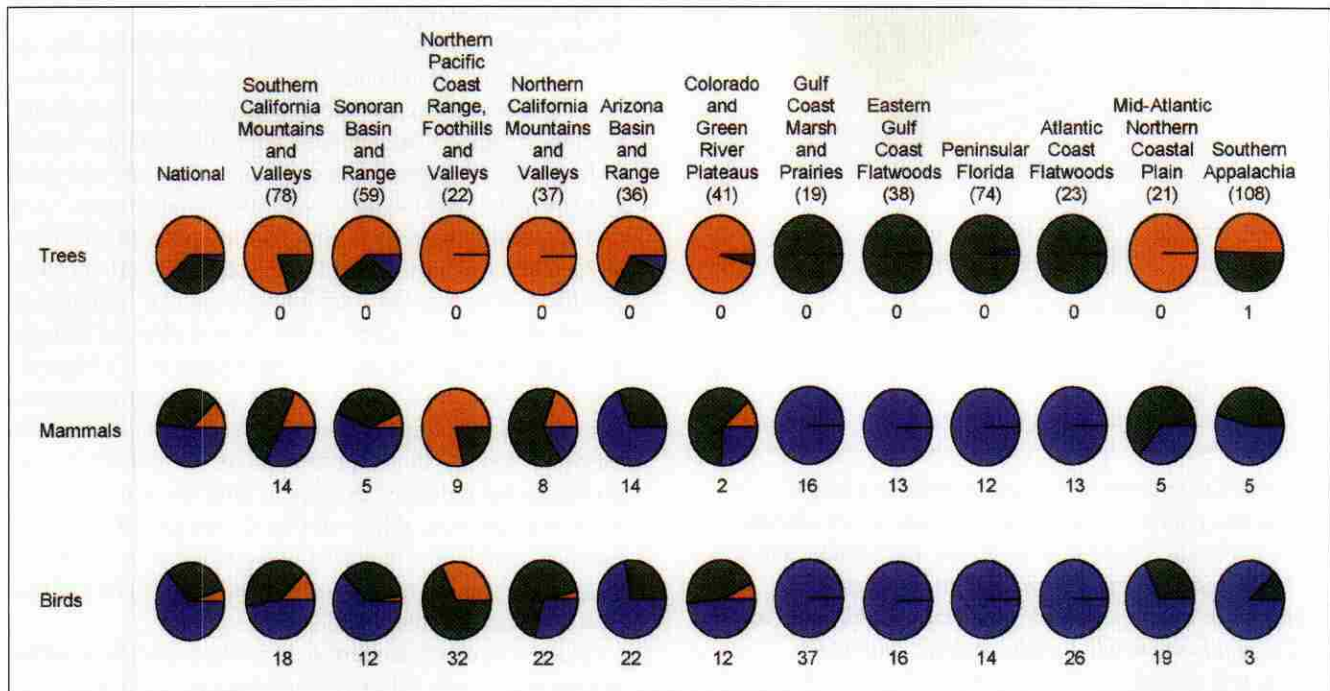 National
Southern
California
Mountains
and
Valleys
(78)
Sonoran
Basin
and
Range
(59)
Northern
Pacific
Coast
Range,
Foothills
and
Valleys
(22)
Northern
California
Mountains
and
Valleys
(37)
Arizona
Basin
and
Range
(36)
Colorado
and
Green
River
Plateaus
(41)
Gulf
Coast
Marsh
and
Prairies
(19)
Eastern
Gulf
Coast
Flatwoods
(38)
Peninsular
Florida
(74)
Atlantic
Coast
Flatwoods
(23)
Mid-Atlantic
Northern
Coastal
Plain
(21)
Southern
Appalachia
(108)
Trees
0 0 0 0 0 0 0 0 0 0 0 1
Mammals
14 5 9 8 14 2 16 13 12 13 5 5
Birds
18 12 32 22 22 12 37 16 14 26 19 3